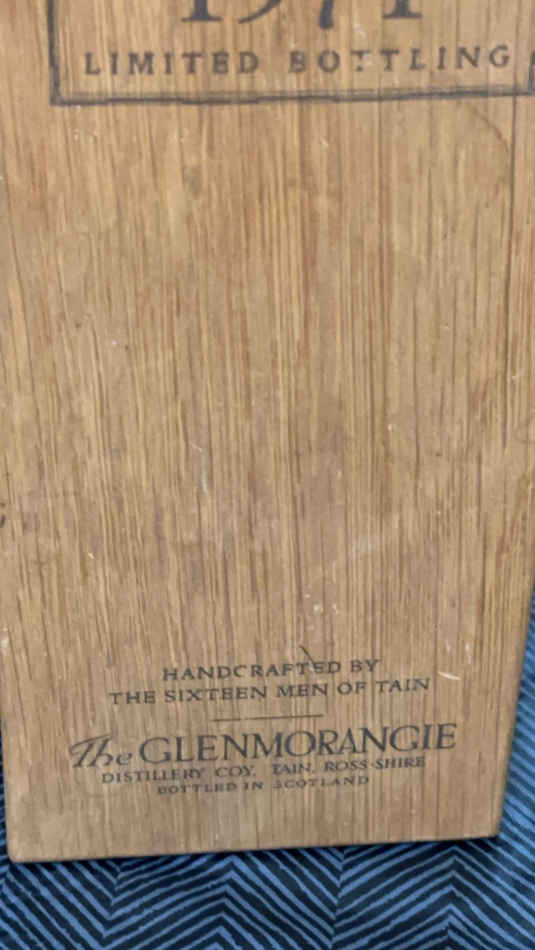 1971
LIMITED BOTTLING
HANDCRAFTED BY
THE SIXTEEN MEN OF TAIN
The GLENMORANGIE
DISTILLERY COY, TAIN, ROSS-SHIRE
BOTTLED IN SCOTLAND